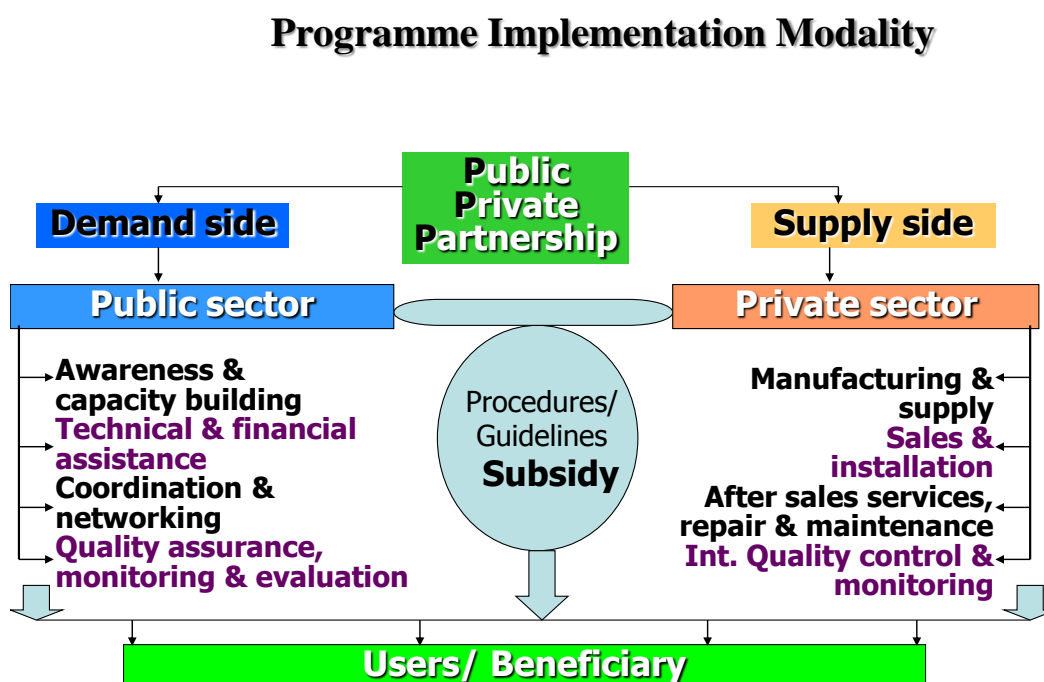 Programme Implementation Modality
Public
Private
Partnership
Demand side
Supply side
Public sector
Private sector
Awareness &
capacity building
Technical & financial
assistance
Coordination &
networking
Quality assurance,
monitoring & evaluation
Procedures/
Guidelines
Subsidy
Manufacturing &
supply
Sales &
installation
After sales services,
repair & maintenance
Int. Quality control &
monitoring
Users/ Beneficiary